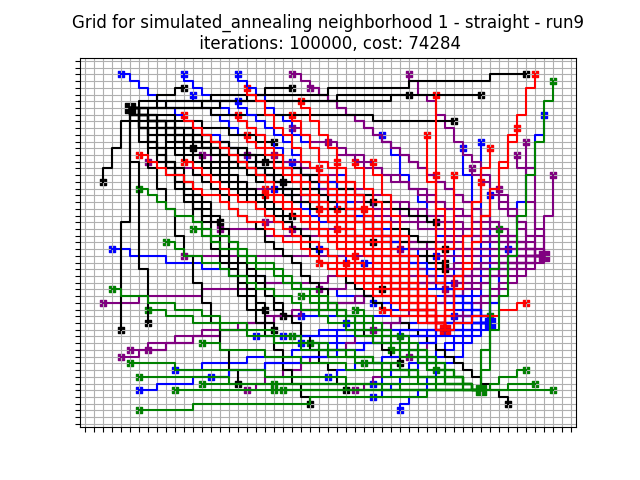 Grid for simulated_annealing neighborhood 1 - straight - run9
iterations: 100000, cost: 74284